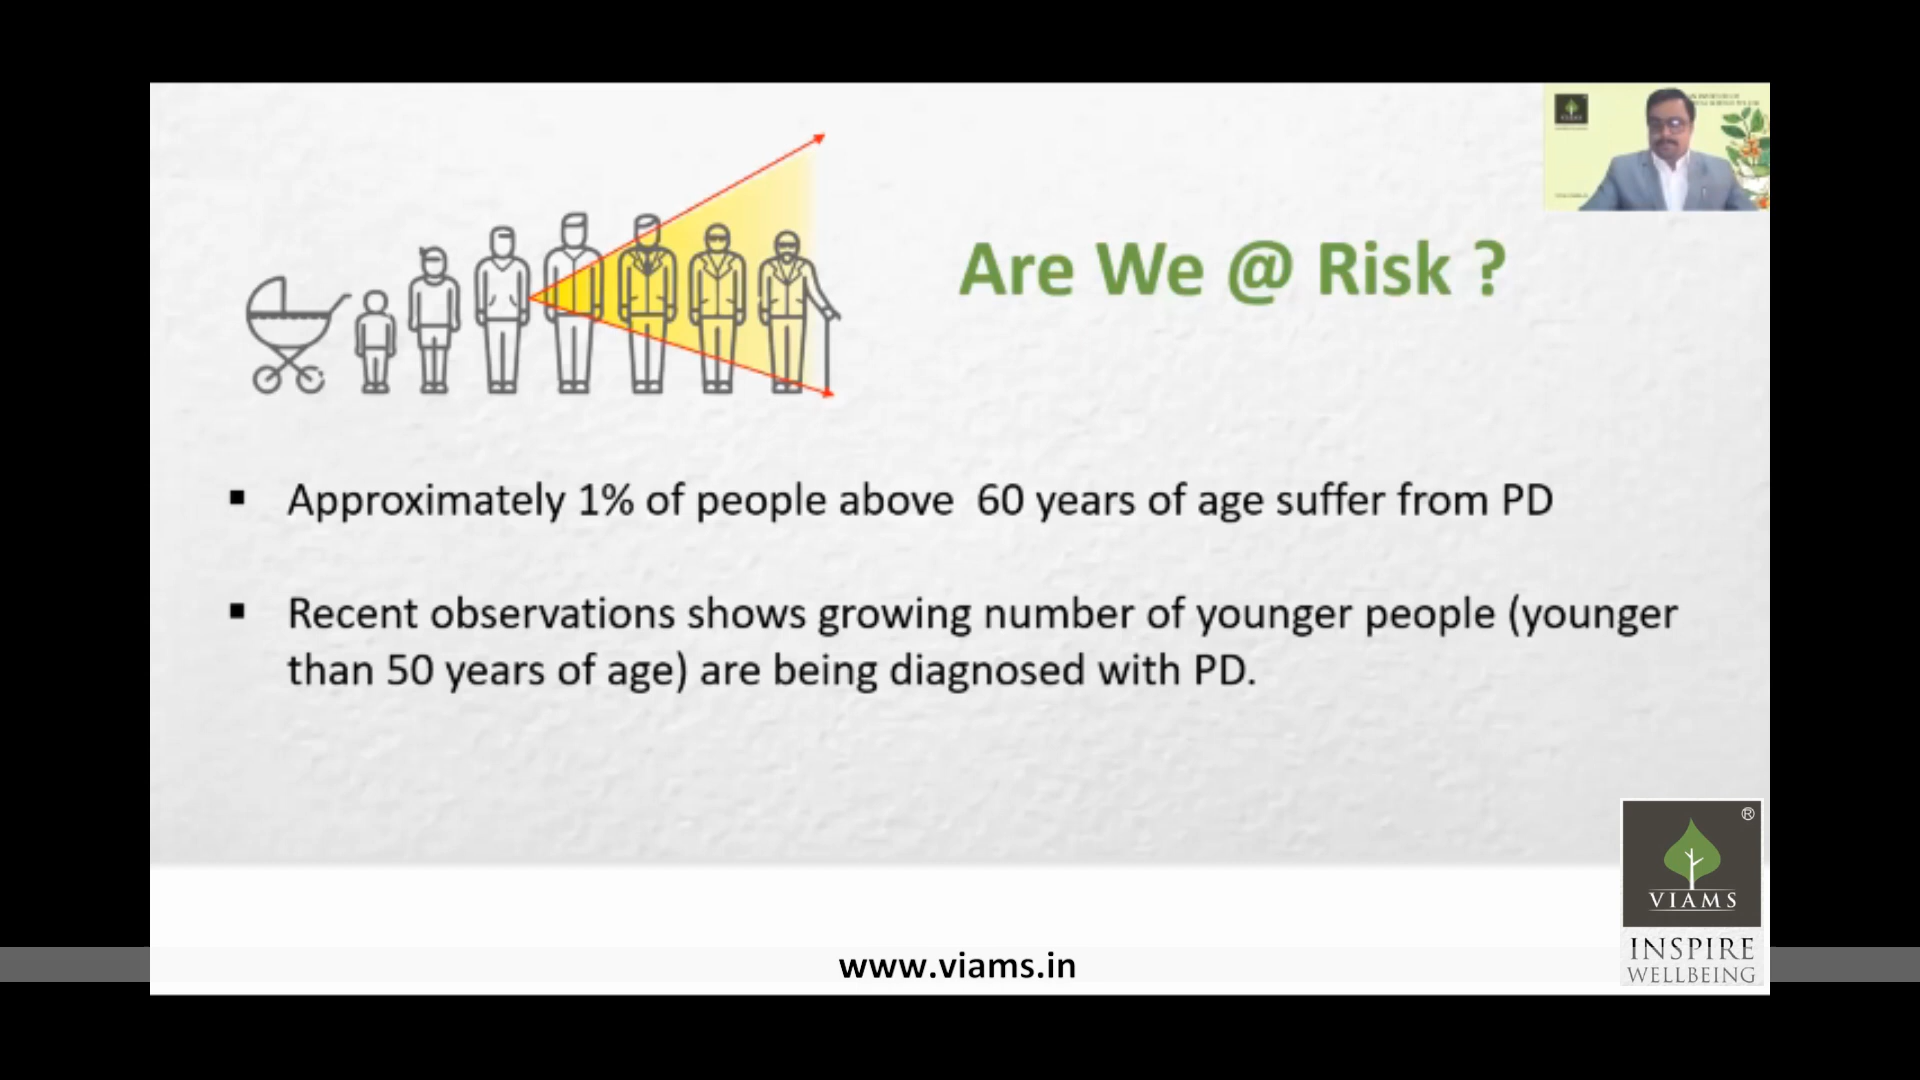 Are We @ Risk ?
▪ Approximately 1% of people above  60 years of age suffer from PD
▪ Recent observations shows growing number of younger people (younger
than 50 years of age) are being diagnosed with PD.
®
VIAMS
INSPIRE
WELLBEING
www.viams.in